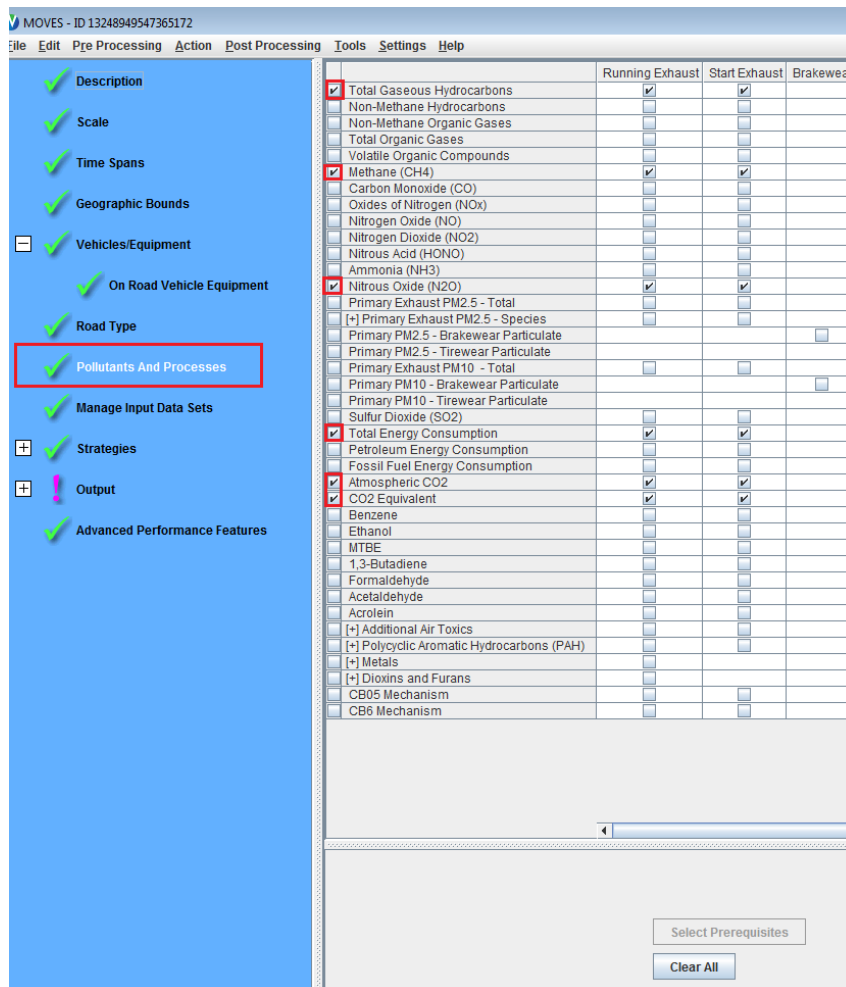 MOVES - ID 13248949547365172
File Edit Pre Processing Action Post Processing Tools Settings Help
Description
Scale
Time Spans
Geographic Bounds
Vehicles/Equipment
On Road Vehicle Equipment
Road Type
Pollutants And Processes
Manage Input Data Sets
Strategies
Output
Advanced Performance Features
Running Exhaust Start Exhaust Brakewea
Total Gaseous Hydrocarbons
Non-Methane Hydrocarbons
Non-Methane Organic Gases
Total Organic Gases
Volatile Organic Compounds
Methane (CH4)
Carbon Monoxide (CO)
Oxides of Nitrogen (NOx)
Nitrogen Oxide (NO)
Nitrogen Dioxide (NO2)
Nitrous Acid (HONO)
Ammonia (NH3)
Nitrous Oxide (N2O)
Primary Exhaust PM2.5 - Total
[+] Primary Exhaust PM2.5 - Species
Primary PM2.5 - Brakewear Particulate
Primary PM2.5 - Tirewear Particulate
Primary Exhaust PM10 - Total
Primary PM10 - Brakewear Particulate
Primary PM10 - Tirewear Particulate
Sulfur Dioxide (SO2)
Total Energy Consumption
Petroleum Energy Consumption
Fossil Fuel Energy Consumption
Atmospheric CO2
CO2 Equivalent
Benzene
Ethanol
MTBE
1,3-Butadiene
Formaldehyde
Acetaldehyde
Acrolein
[+] Additional Air Toxics
[+] Polycyclic Aromatic Hydrocarbons (PAH)
[+] Metals
[+] Dioxins and Furans
CB05 Mechanism
CB6 Mechanism
Select Prerequisites
Clear All